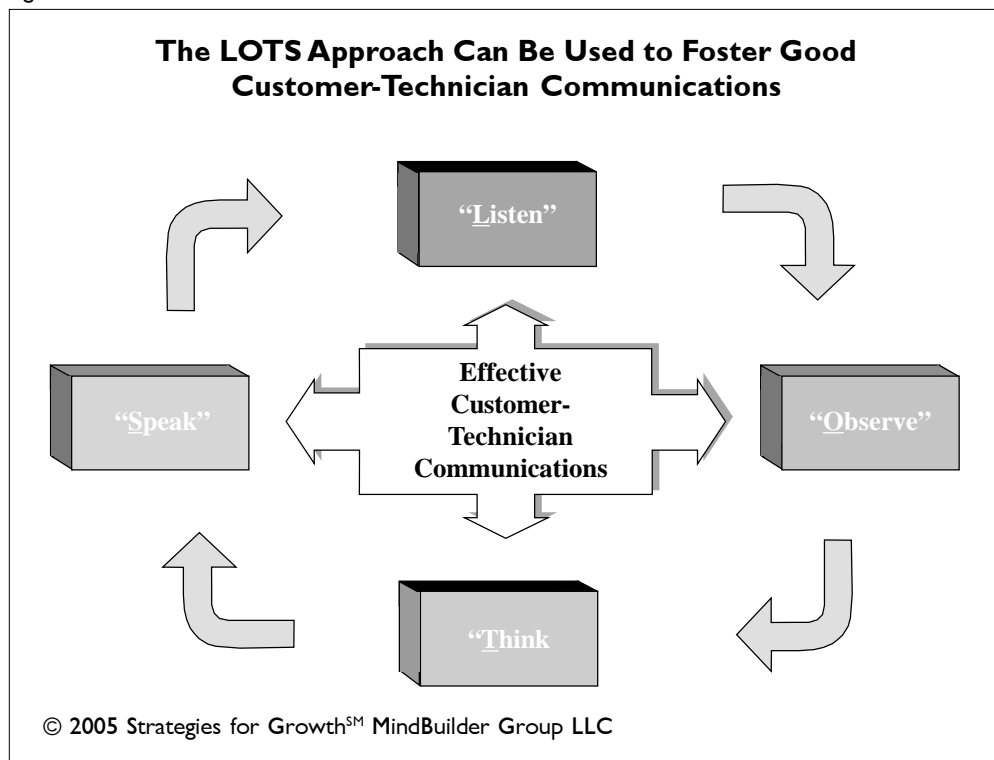 The LOTS Approach Can Be Used to Foster Good
Customer-Technician Communications
“Listen”
“Speak”
Effective
Customer-
Technician
Communications
“Observe”
“Think
© 2005 Strategies for Growth℠ MindBuilder Group LLC